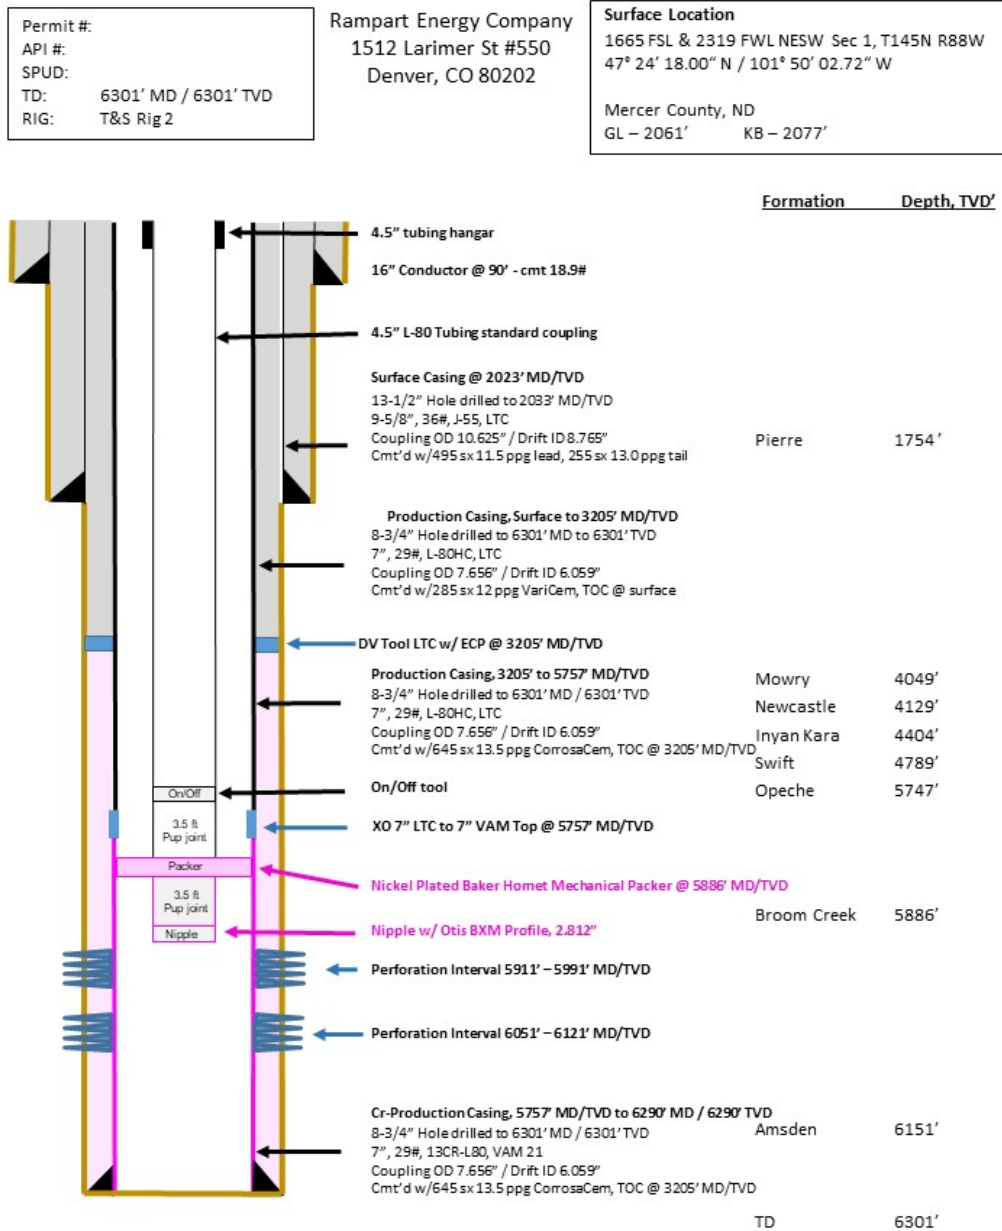 Permit #:
API #:
SPUD:
TD: 6301’ MD / 6301’ TVD
RIG: T&S Rig 2
Rampart Energy Company
1512 Larimer St #550
Denver, CO 80202
Surface Location
1665 FSL & 2319 FWL NESW Sec 1, T145N R88W
47° 24’ 18.00” N / 101° 50’ 02.72” W
Mercer County, ND
GL – 2061’ KB – 2077’
Formation Depth, TVD’
4.5” tubing hangar
16” Conductor @ 90’ - cmt 18.9#
4.5” L-80 Tubing standard coupling
Surface Casing @ 2023’ MD/TVD
13-1/2” Hole drilled to 2033’ MD/TVD
9-5/8”, 36#, J-55, LTC
Coupling OD 10.625” / Drift ID 8.765”
Cmt’d w/495 sx 11.5 ppg lead, 255 sx 13.0 ppg tail
Pierre 1754’
Production Casing, Surface to 3205’ MD/TVD
8-3/4” Hole drilled to 6301’ MD to 6301’ TVD
7”, 29#, L-80HC, LTC
Coupling OD 7.656” / Drift ID 6.059”
Cmt’d w/285 sx 12 ppg VariCem, TOC @ surface
DV Tool LTC w/ ECP @ 3205’ MD/TVD
Production Casing, 3205’ to 5757’ MD/TVD
8-3/4” Hole drilled to 6301’ MD / 6301’ TVD
7”, 29#, L-80HC, LTC
Coupling OD 7.656” / Drift ID 6.059”
Cmt’d w/645 sx 13.5 ppg CorrosaCem, TOC @ 3205’ MD/TVD
Mowry 4049’
Newcastle 4129’
Inyan Kara 4404’
Swift 4789’
Opeche 5747’
On/Off tool
On/Off
3.5 ft
Pup joint
XO 7” LTC to 7” VAM Top @ 5757’ MD/TVD
Packer
Nickel Plated Baker Hornet Mechanical Packer @ 5886’ MD/TVD
3.5 ft
Pup joint
Broom Creek 5886’
Nipple
Nipple w/ Otis BXM Profile, 2.812”
Perforation Interval 5911’ – 5991’ MD/TVD
Perforation Interval 6051’ – 6121’ MD/TVD
Cr-Production Casing, 5757’ MD/TVD to 6290’ MD / 6290’ TVD
8-3/4” Hole drilled to 6301’ MD / 6301’ TVD
7”, 29#, 13CR-L80, VAM 21
Coupling OD 7.656” / Drift ID 6.059”
Cmt’d w/645 sx 13.5 ppg CorrosaCem, TOC @ 3205’ MD/TVD
Amsden 6151’
TD 6301’